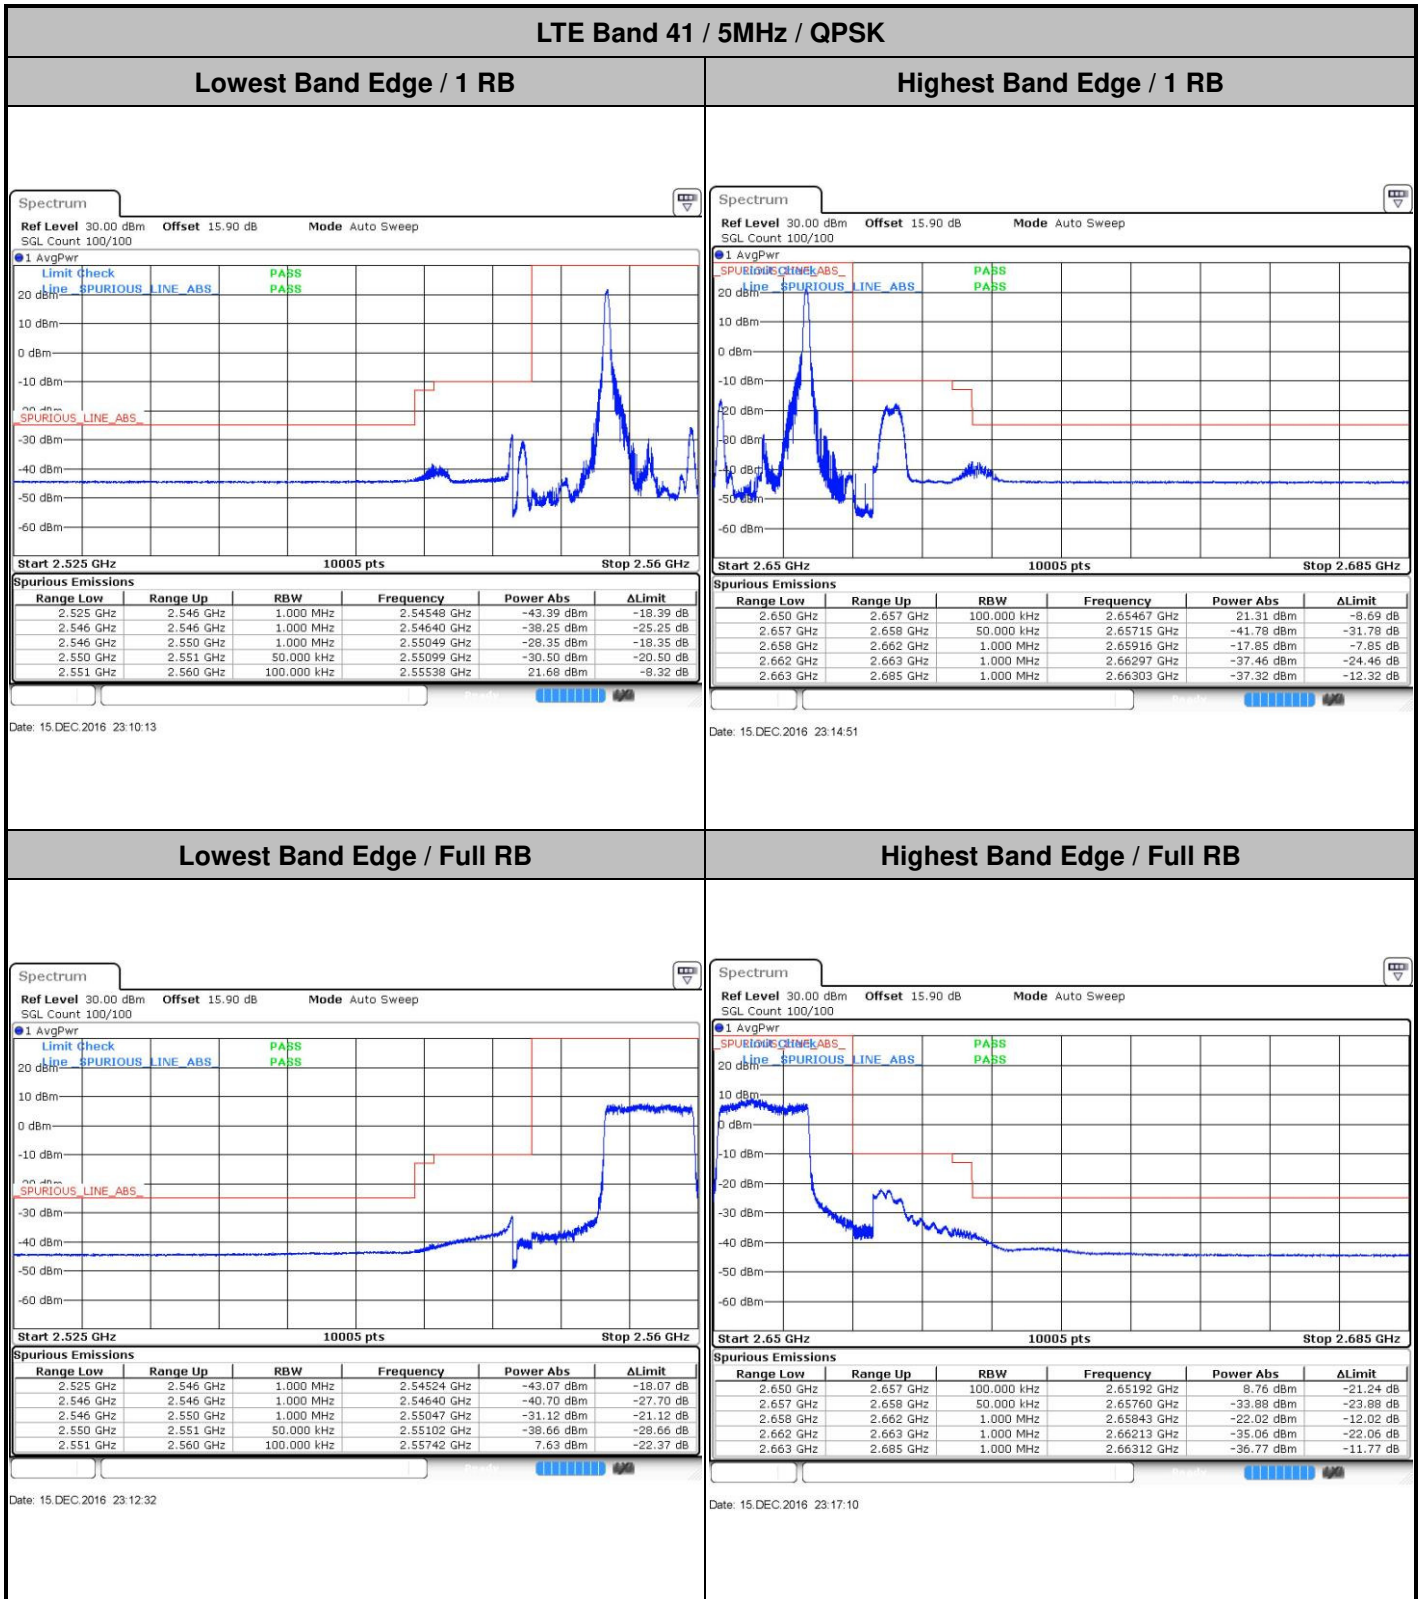 LTE Band 41 / 5MHz / QPSK
Lowest Band Edge / 1 RB
Highest Band Edge / 1 RB
Spectrum
Ref Level 30.00 dBm Offset 15.90 dB Mode Auto Sweep
SGL Count 100/100
1 AvgPwr
Limit Check PASS
Line _SPURIOUS_LINE_ABS_ PASS
20 dBm
10 dBm
0 dBm
-10 dBm
_SPURIOUS_LINE_ABS_
-30 dBm
-40 dBm
-50 dBm
-60 dBm
Start 2.525 GHz 10005 pts Stop 2.56 GHz
Spurious Emissions
Range Low Range Up RBW Frequency Power Abs ΔLimit
2.525 GHz 2.546 GHz 1.000 MHz 2.54548 GHz -43.39 dBm -18.39 dB
2.546 GHz 2.546 GHz 1.000 MHz 2.54640 GHz -38.25 dBm -25.25 dB
2.546 GHz 2.550 GHz 1.000 MHz 2.55049 GHz -28.35 dBm -18.35 dB
2.550 GHz 2.551 GHz 50.000 kHz 2.55099 GHz -30.50 dBm -20.50 dB
2.551 GHz 2.560 GHz 100.000 kHz 2.55538 GHz 21.68 dBm -8.32 dB
Date: 15.DEC.2016 23:10:13
Spectrum
Ref Level 30.00 dBm Offset 15.90 dB Mode Auto Sweep
SGL Count 100/100
1 AvgPwr
_SPURIOUS_LINE_ABS_
Limit Check PASS
Line _SPURIOUS_LINE_ABS_ PASS
20 dBm
10 dBm
0 dBm
-10 dBm
-20 dBm
-30 dBm
-40 dBm
-50 dBm
-60 dBm
Start 2.65 GHz 10005 pts Stop 2.685 GHz
Spurious Emissions
Range Low Range Up RBW Frequency Power Abs ΔLimit
2.650 GHz 2.657 GHz 100.000 kHz 2.65467 GHz 21.31 dBm -8.69 dB
2.657 GHz 2.658 GHz 50.000 kHz 2.65715 GHz -41.78 dBm -31.78 dB
2.658 GHz 2.662 GHz 1.000 MHz 2.65916 GHz -17.85 dBm -7.85 dB
2.662 GHz 2.663 GHz 1.000 MHz 2.66297 GHz -37.46 dBm -24.46 dB
2.663 GHz 2.685 GHz 1.000 MHz 2.66303 GHz -37.32 dBm -12.32 dB
Date: 15.DEC.2016 23:14:51
Lowest Band Edge / Full RB
Highest Band Edge / Full RB
Spectrum
Ref Level 30.00 dBm Offset 15.90 dB Mode Auto Sweep
SGL Count 100/100
1 AvgPwr
Limit Check PASS
Line _SPURIOUS_LINE_ABS_ PASS
20 dBm
10 dBm
0 dBm
-10 dBm
_SPURIOUS_LINE_ABS_
-30 dBm
-40 dBm
-50 dBm
-60 dBm
Start 2.525 GHz 10005 pts Stop 2.56 GHz
Spurious Emissions
Range Low Range Up RBW Frequency Power Abs ΔLimit
2.525 GHz 2.546 GHz 1.000 MHz 2.54524 GHz -43.07 dBm -18.07 dB
2.546 GHz 2.546 GHz 1.000 MHz 2.54640 GHz -40.70 dBm -27.70 dB
2.546 GHz 2.550 GHz 1.000 MHz 2.55047 GHz -31.12 dBm -21.12 dB
2.550 GHz 2.551 GHz 50.000 kHz 2.55102 GHz -38.66 dBm -28.66 dB
2.551 GHz 2.560 GHz 100.000 kHz 2.55742 GHz 7.63 dBm -22.37 dB
Date: 15.DEC.2016 23:12:32
Spectrum
Ref Level 30.00 dBm Offset 15.90 dB Mode Auto Sweep
SGL Count 100/100
1 AvgPwr
_SPURIOUS_LINE_ABS_
Limit Check PASS
Line _SPURIOUS_LINE_ABS_ PASS
20 dBm
10 dBm
0 dBm
-10 dBm
-20 dBm
-30 dBm
-40 dBm
-50 dBm
-60 dBm
Start 2.65 GHz 10005 pts Stop 2.685 GHz
Spurious Emissions
Range Low Range Up RBW Frequency Power Abs ΔLimit
2.650 GHz 2.657 GHz 100.000 kHz 2.65192 GHz 8.76 dBm -21.24 dB
2.657 GHz 2.658 GHz 50.000 kHz 2.65760 GHz -33.88 dBm -23.88 dB
2.658 GHz 2.662 GHz 1.000 MHz 2.65843 GHz -22.02 dBm -12.02 dB
2.662 GHz 2.663 GHz 1.000 MHz 2.66213 GHz -35.06 dBm -22.06 dB
2.663 GHz 2.685 GHz 1.000 MHz 2.66312 GHz -36.77 dBm -11.77 dB
Date: 15.DEC.2016 23:17:10